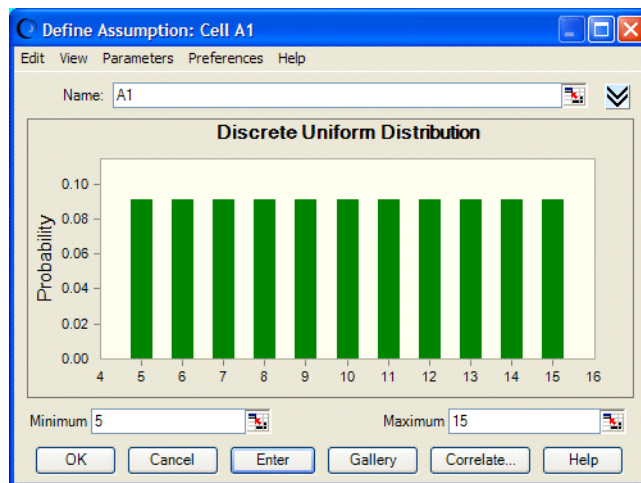 Define Assumption: Cell A1
Edit View Parameters Preferences Help
Name: A1
Discrete Uniform Distribution
Probability
0.10
0.08
0.06
0.04
0.02
0.00
4 5 6 7 8 9 10 11 12 13 14 15 16
Minimum 5 Maximum 15
OK Cancel Enter Gallery Correlate... Help